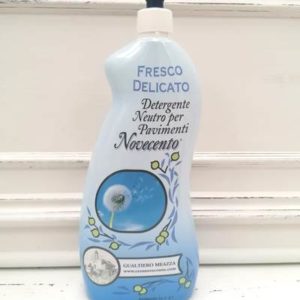 FRESCO
DELICATO
Detergente
Neutro per
Pavimenti
Novecento
GUALTIERO MEAZZA